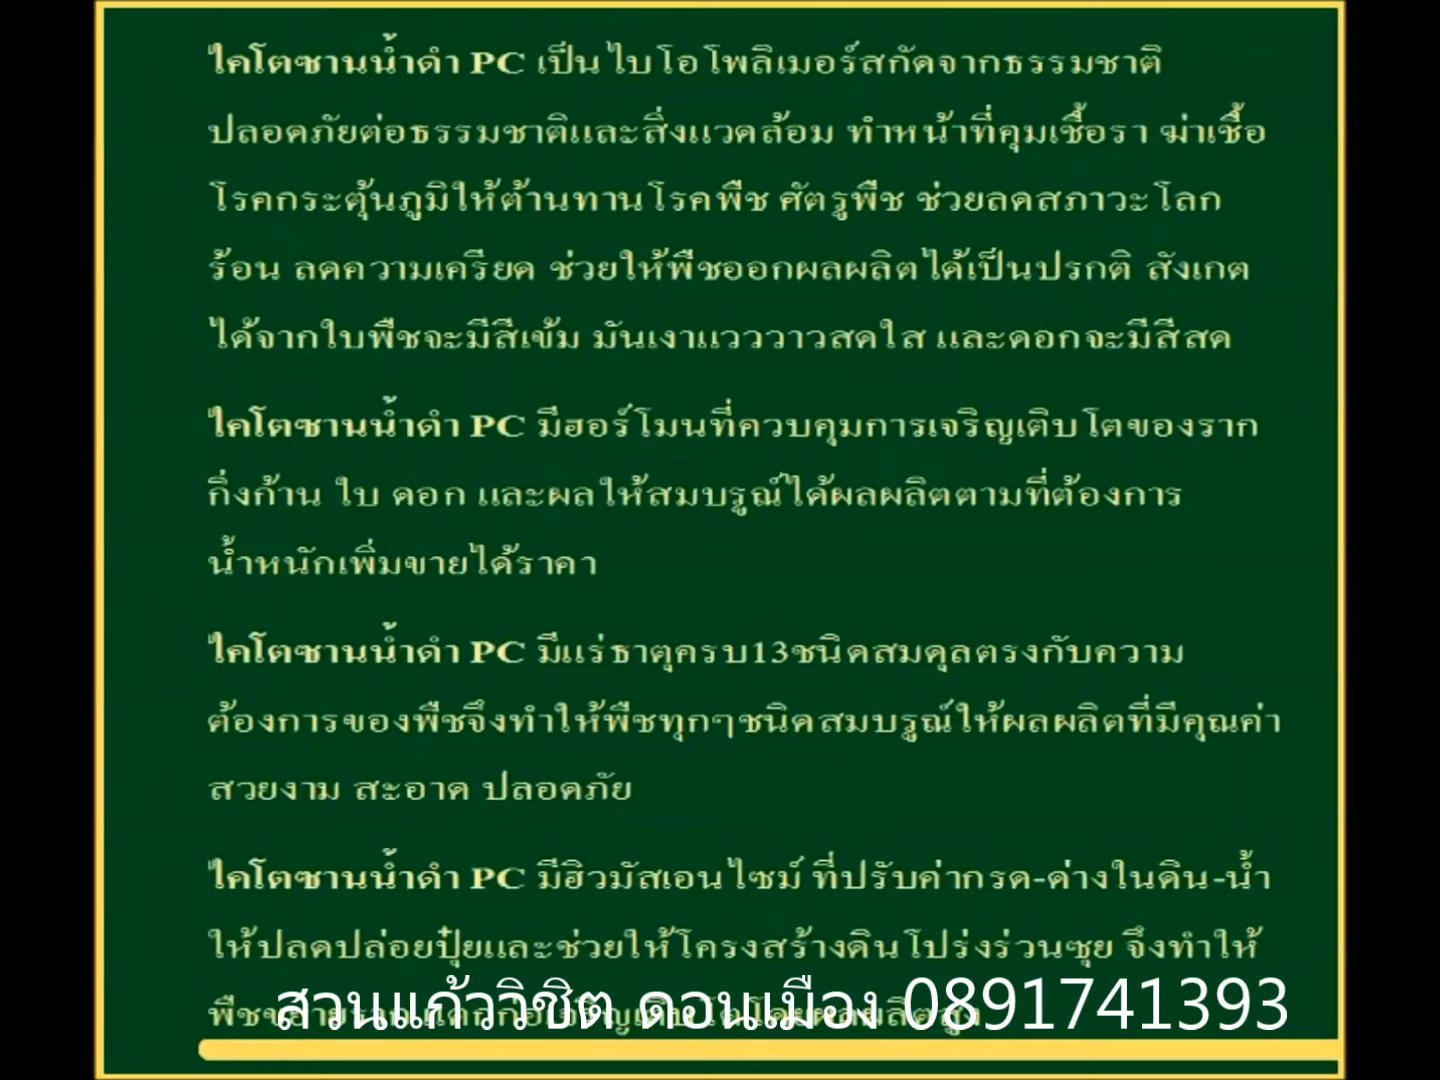 ไคโตซานน้ำดำ PC เป็นไบโอโพลิเมอร์สกัดจากธรรมชาติ
ปลอดภัยต่อธรรมชาติและสิ่งแวดล้อม ทำหน้าที่คุมเชื้อรา ฆ่าเชื้อ
โรคกระตุ้นภูมิให้ต้านทานโรคพืช ศัตรูพืช ช่วยลดสภาวะโลก
ร้อน ลดความเครียด ช่วยให้พืชออกผลผลิตได้เป็นปรกติ สังเกต
ได้จากใบพืชจะมีสีเข้ม มันเงาแวววาวสดใส และดอกจะมีสีสด
ไคโตซานน้ำดำ PC มีฮอร์โมนที่ควบคุมการเจริญเติบโตของราก
กิ่งก้าน ใบ ดอก และผลให้สมบรูณ์ได้ผลผลิตตามที่ต้องการ
น้ำหนักเพิ่มขายได้ราคา
ไคโตซานน้ำดำ PC มีแร่ธาตุครบ13ชนิดสมดุลตรงกับความ
ต้องการของพืชจึงทำให้พืชทุกๆชนิดสมบรูณ์ให้ผลผลิตที่มีคุณค่า
สวยงาม สะอาด ปลอดภัย
ไคโตซานน้ำดำ PC มีฮิวมัสเอนไซม์ ที่ปรับค่ากรด-ด่างในดิน-น้ำ
ให้ปลดปล่อยปุ๋ยและช่วยให้โครงสร้างดินโปร่งร่วนซุย จึงทำให้
สวนแก้ววิชิต ดอนเมือง 0891741393